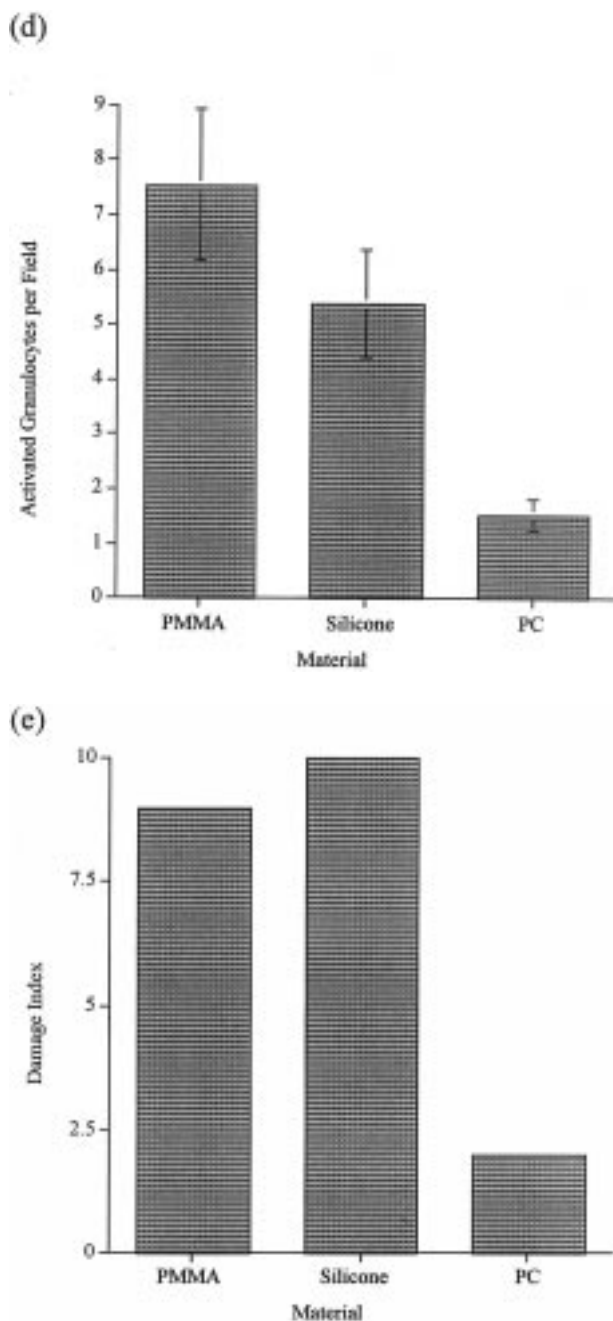 (d)
9
8
7
6
5
4
3
2
1
0
Activated Granulocytes per Field
PMMA Silicone PC
Material
(e)
10
7.5
5
2.5
0
Damage Index
PMMA Silicone PC
Material